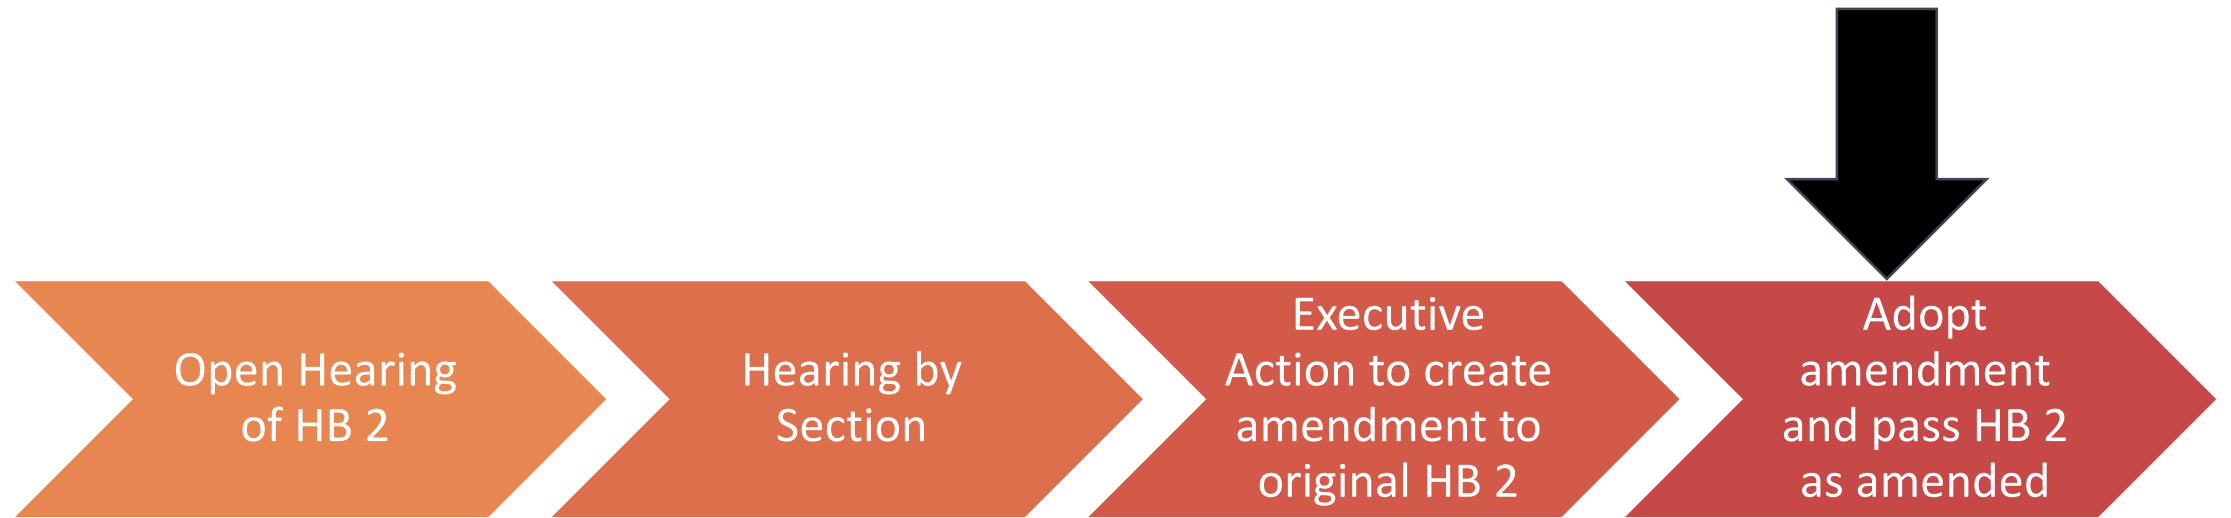 Open Hearing
of HB 2
Hearing by
Section
Executive
Action to create
amendment to
original HB 2
Adopt
amendment
and pass HB 2
as amended